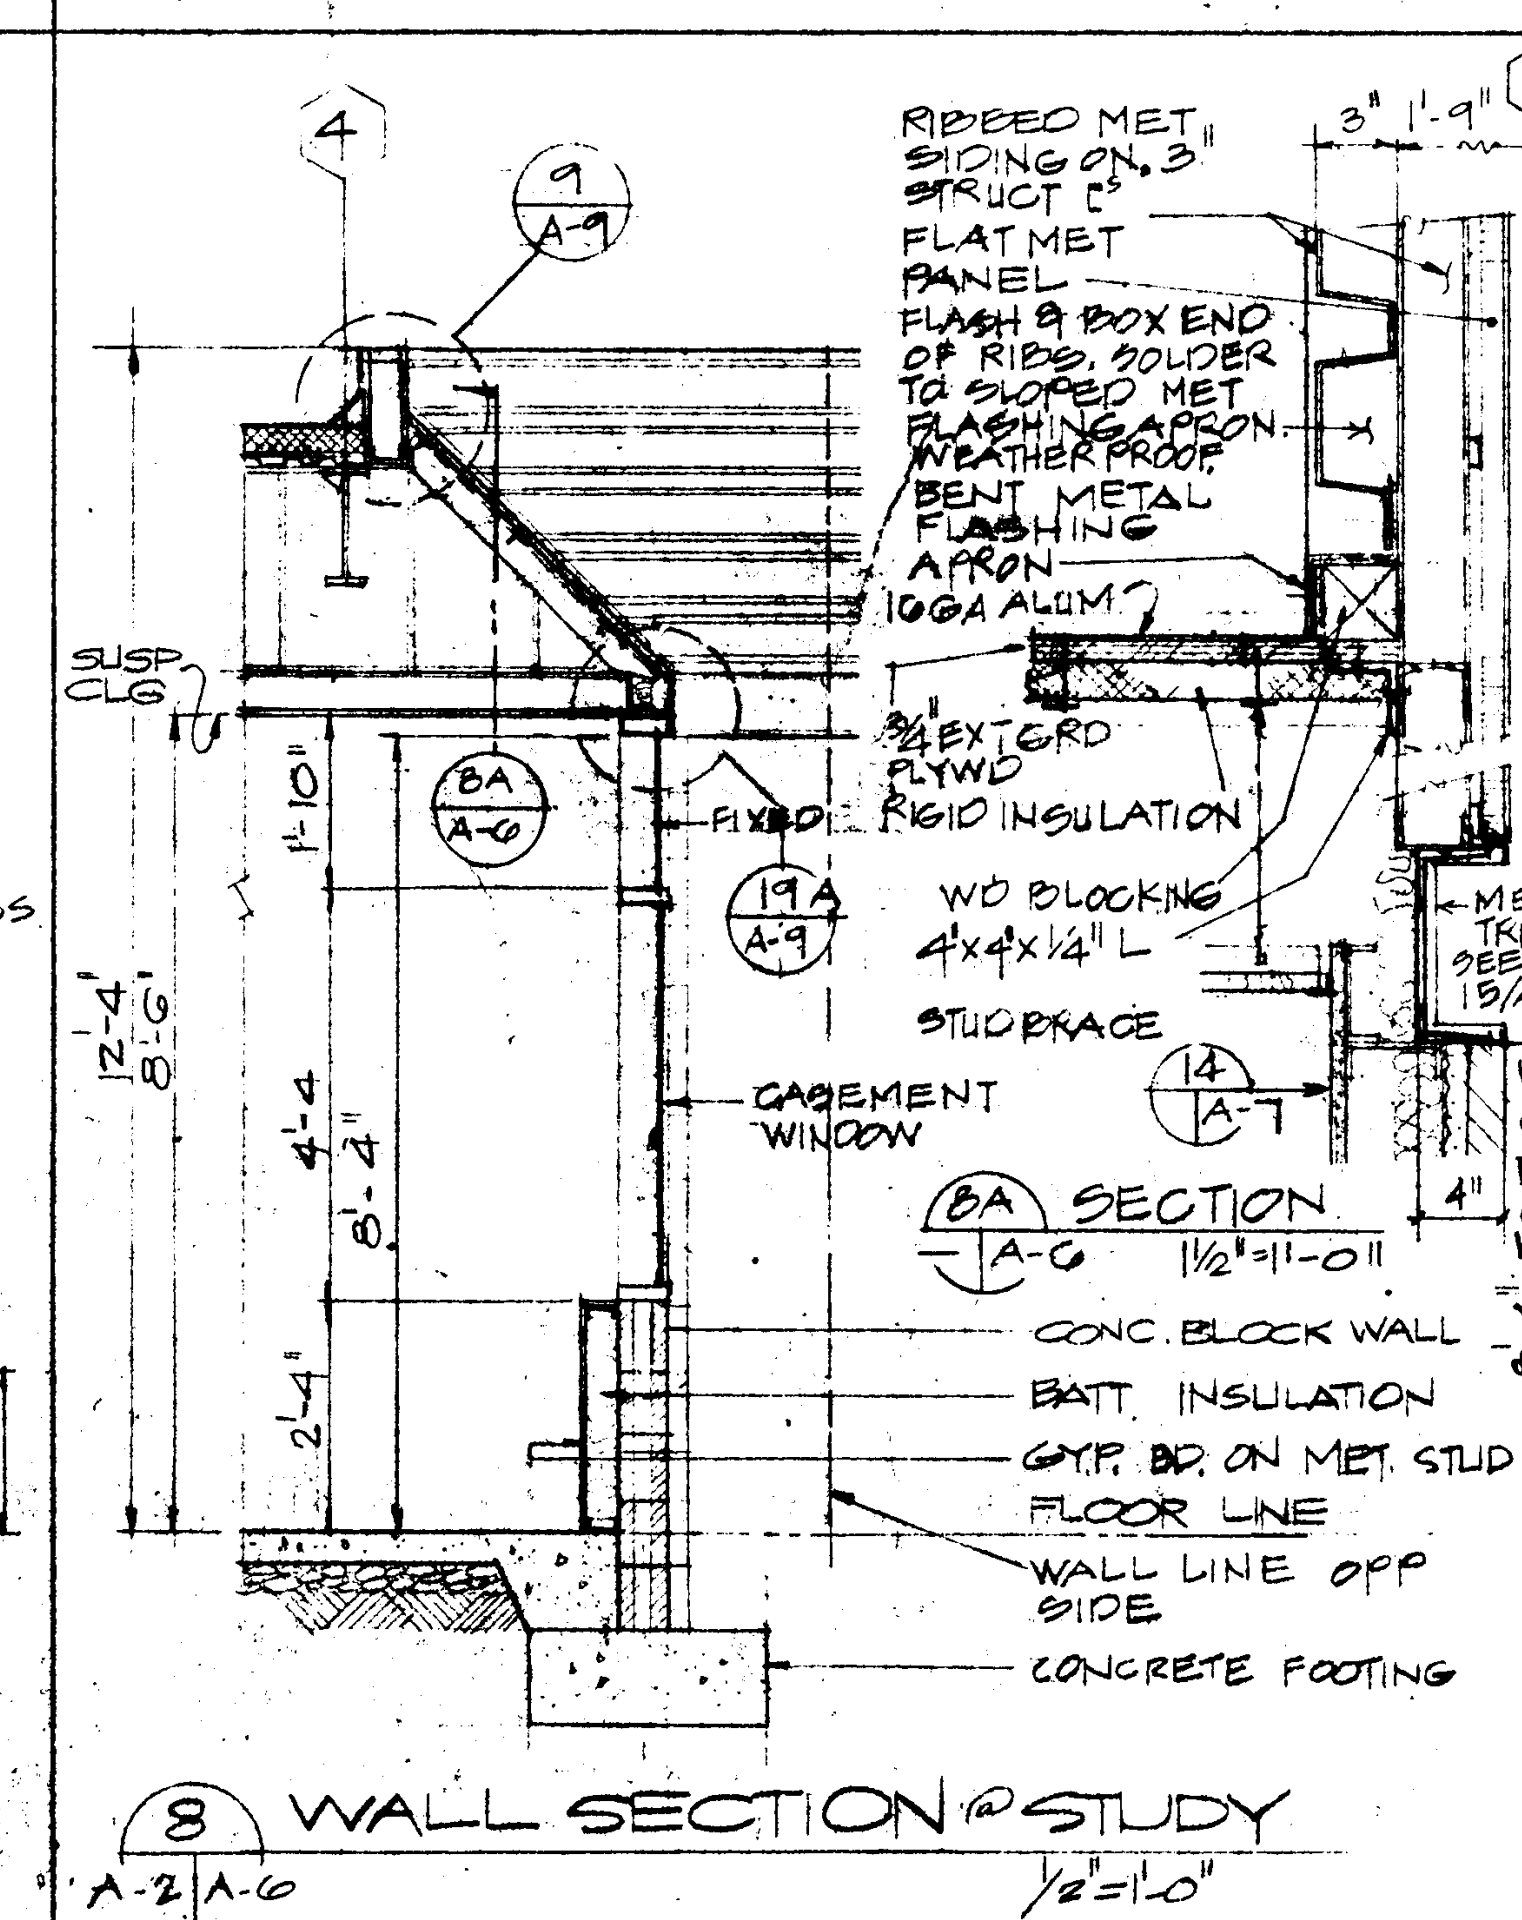 4
9
A-9
RIBBED MET
SIDING ON 3"
STRUCT [S
FLAT MET
PANEL
FLASH & BOX END
OF RIBS. SOLDER
TO SLOPED MET
FLASHING APRON.
WEATHERPROOF
BENT METAL
FLASHING
APRON
16GA ALUM
3" 1'-9"
SUSP
CLG
3/4" EXT GRD
PLYWD
RIGID INSULATION
WD BLOCKING
4"x4"x1/4" L
STUD BRACE
8A
A-6
FIXED
19A
A-9
1'-10"
12'-4"
8'-6"
4'-4
8'-4"
2'-4"
CASEMENT
WINDOW
14
A-7
SEE
4"
8A SECTION
A-6 1 1/2"=1'-0"
CONC. BLOCK WALL
BATT. INSULATION
GYP. BD. ON MET. STUD
FLOOR LINE
WALL LINE OPP
SIDE
CONCRETE FOOTING
8 WALL SECTION @ STUDY
A-2 A-6 1/2"=1'-0"